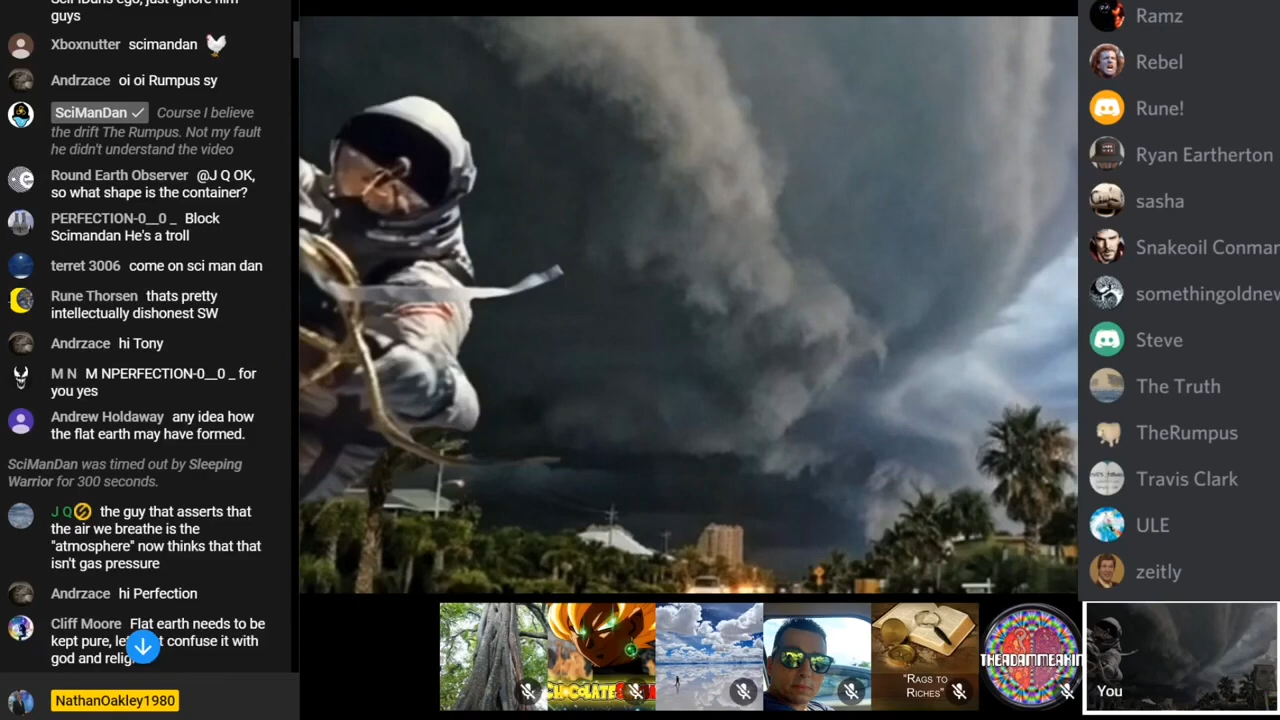 SciFiDans ego, just ignore him
guys
Xboxnutter scimandan
Andrzace oi oi Rumpus sy
SciManDan Course I believe
the drift The Rumpus. Not my fault
he didn't understand the video
Round Earth Observer @J Q OK,
so what shape is the container?
PERFECTION-0__0 _ Block
Scimandan He's a troll
terret 3006 come on sci man dan
Rune Thorsen thats pretty
intellectually dishonest SW
Andrzace hi Tony
M N M NPERFECTION-0__0 _ for
you yes
Andrew Holdaway any idea how
the flat earth may have formed.
SciManDan was timed out by Sleeping
Warrior for 300 seconds.
J Q the guy that asserts that
the air we breathe is the
"atmosphere" now thinks that that
isn't gas pressure
Andrzace hi Perfection
Cliff Moore Flat earth needs to be
kept pure, confuse it with
god and
NathanOakley1980
Ramz
Rebel
Rune!
Ryan Eartherton
sasha
Snakeoil Conmar
somethingoldnew
Steve
The Truth
TheRumpus
Travis Clark
ULE
zeitly
"RAGS TO
RICHES"
THEADAMMEAKIN
You